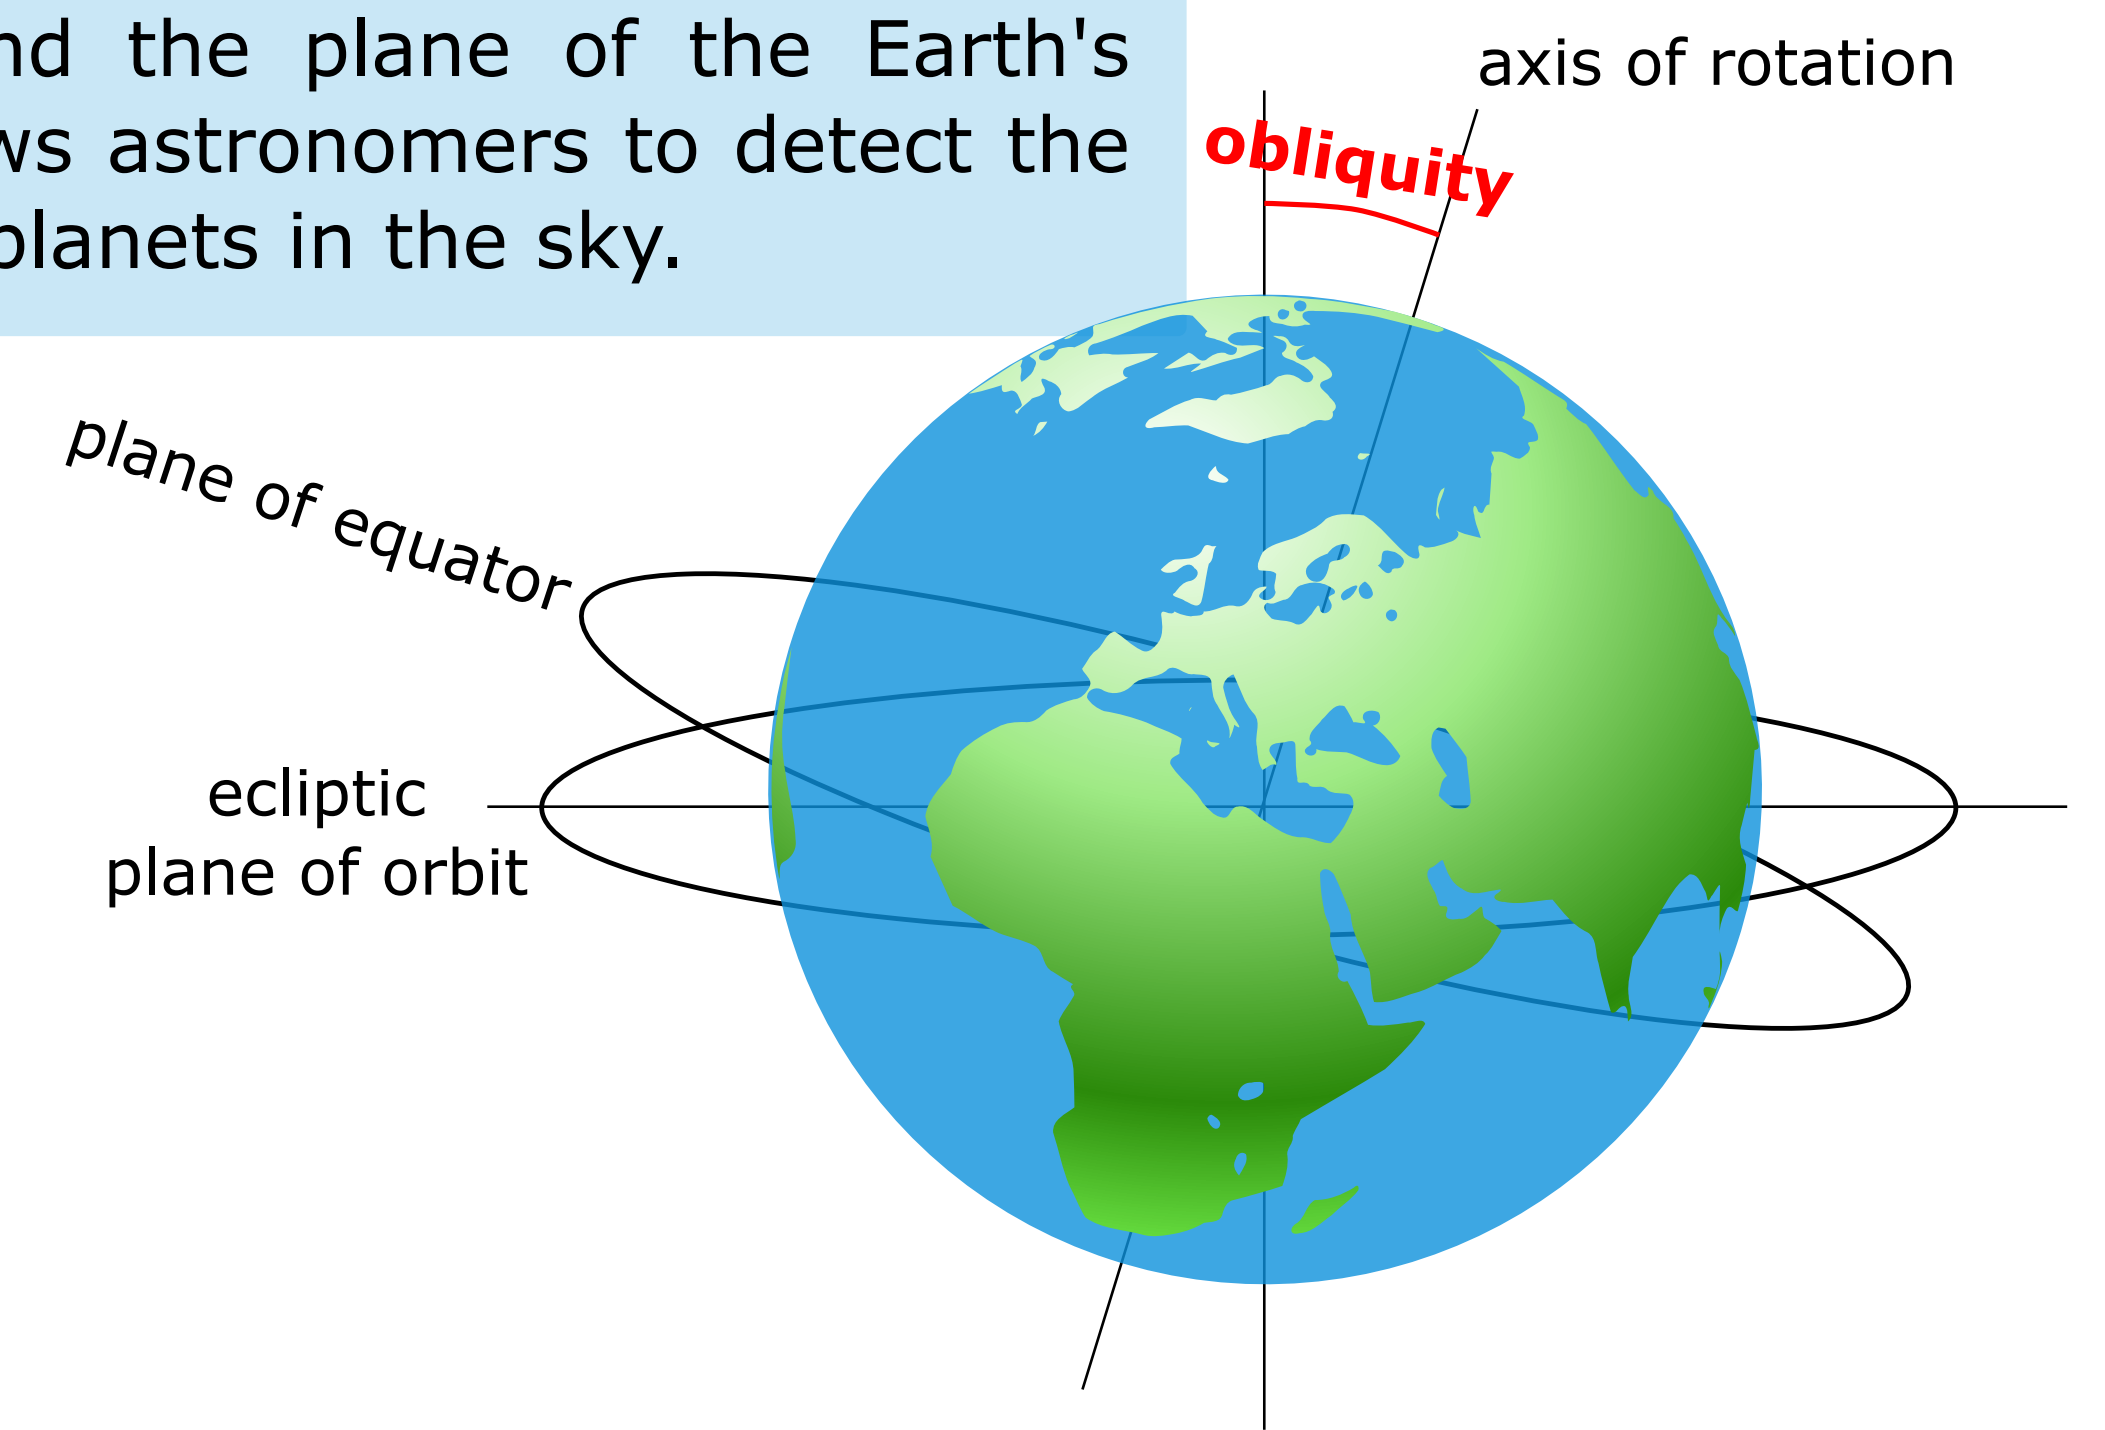 nd the plane of the Earth's
ws astronomers to detect the
planets in the sky.
axis of rotation
obliquity
plane of equator
ecliptic
plane of orbit